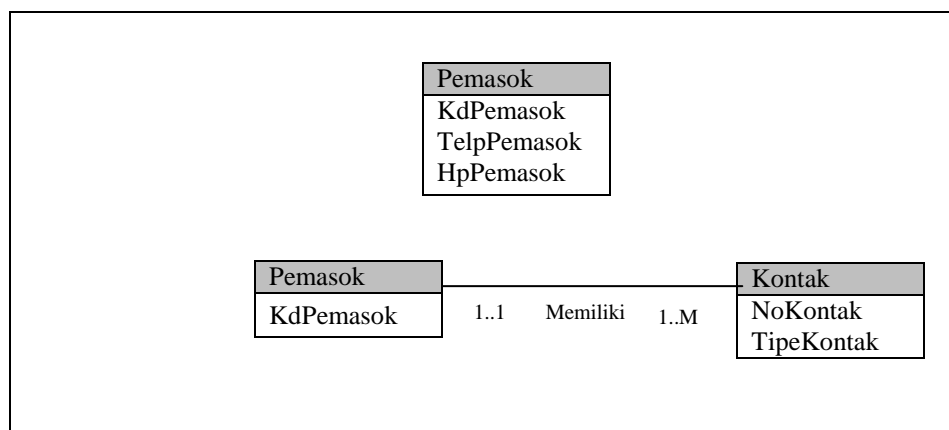 Pemasok
KdPemasok
TelpPemasok
HpPemasok
Pemasok
KdPemasok
1..1 Memiliki 1..M
Kontak
NoKontak
TipeKontak